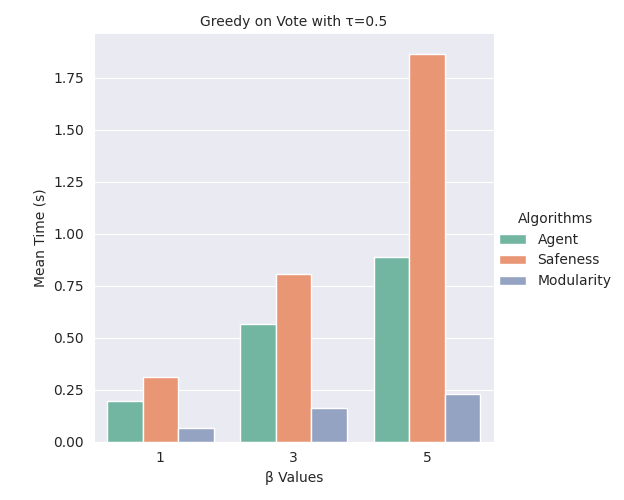 Greedy on Vote with τ=0.5
1.75
1.50
1.25
1.00
0.75
0.50
0.25
0.00
Mean Time (s)
1 3 5
β Values
Algorithms
Agent
Safeness
Modularity